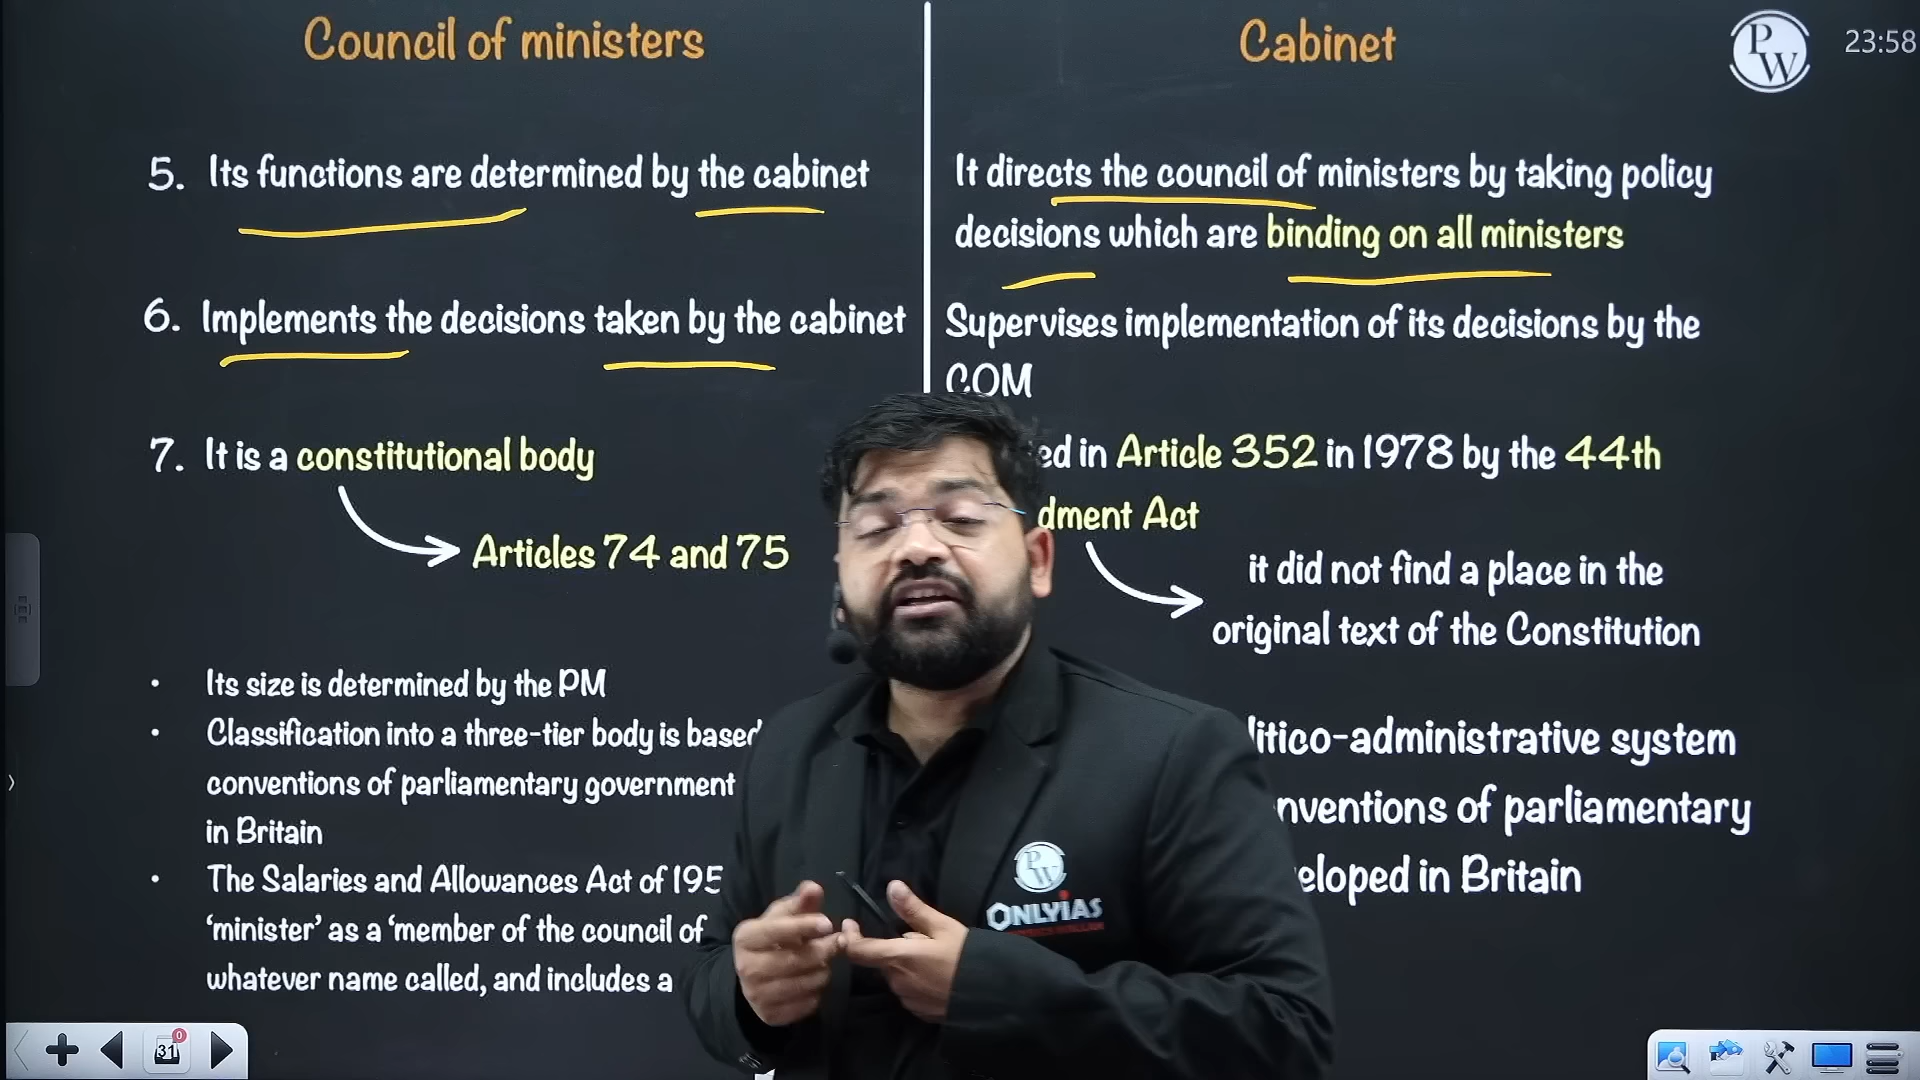 Council of ministers
Cabinet
PW
23:58
5. Its functions are determined by the cabinet
It directs the council of ministers by taking policy
decisions which are binding on all ministers
6. Implements the decisions taken by the cabinet
Supervises implementation of its decisions by the
COM
7. It is a constitutional body
Articles 74 and 75
in Article 352 in 1978 by the 44th
Act
it did not find a place in the
original text of the Constitution
• Its size is determined by the PM
• Classification into a three-tier body is based
conventions of parliamentary government
in Britain
• The Salaries and Allowances Act of 195
'minister' as a 'member of the council of
whatever name called, and includes a
litico-administrative system
nventions of parliamentary
eloped in Britain
PW
ONLYIAS
31
0